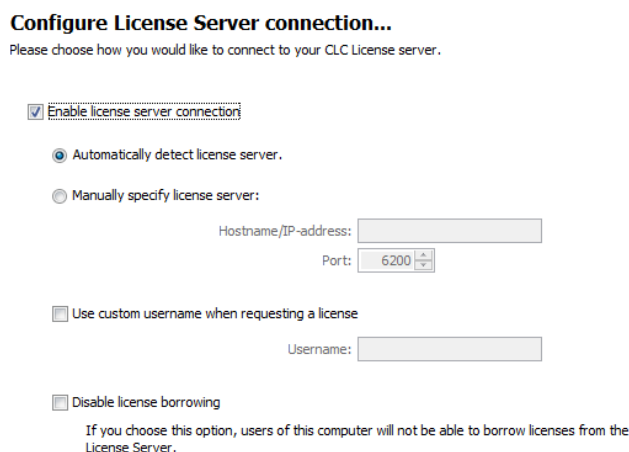 Configure License Server connection...
Please choose how you would like to connect to your CLC License server.
Enable license server connection
Automatically detect license server.
Manually specify license server:
Hostname/IP-address:
Port: 6200
Use custom username when requesting a license
Username:
Disable license borrowing
If you choose this option, users of this computer will not be able to borrow licenses from the
License Server.